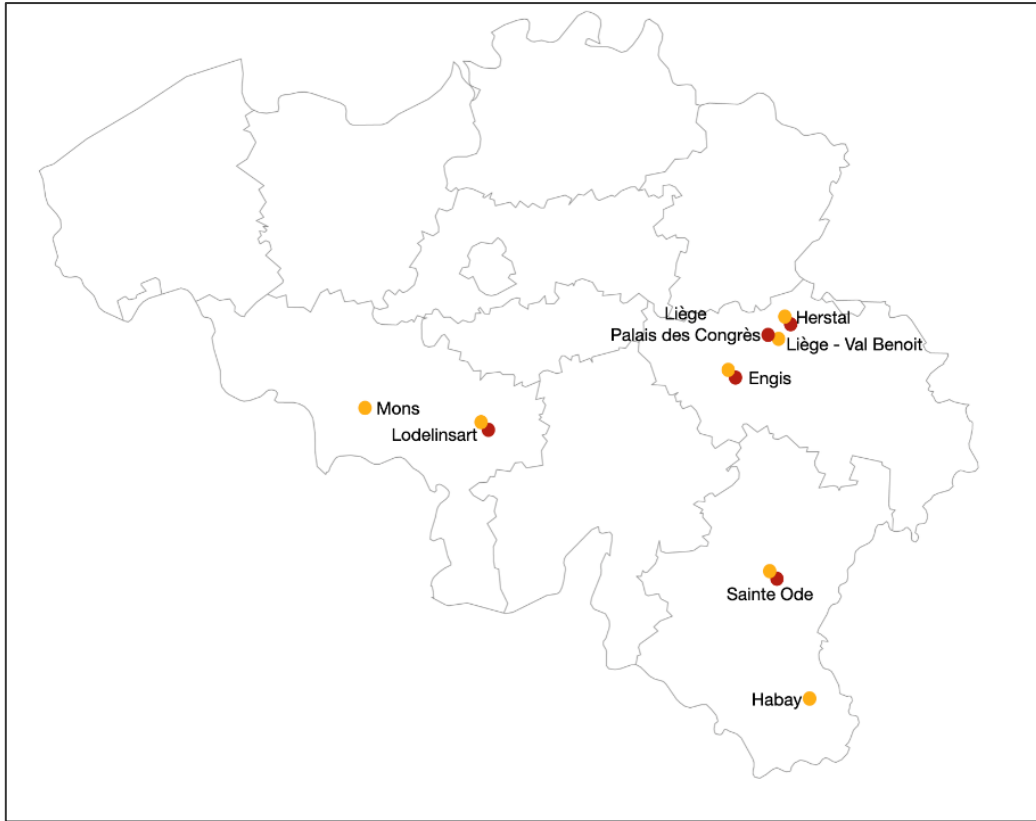 Liège
Palais des Congrès
Herstal
Liège - Val Benoit
Engis
Mons
Lodelinsart
Sainte Ode
Habay